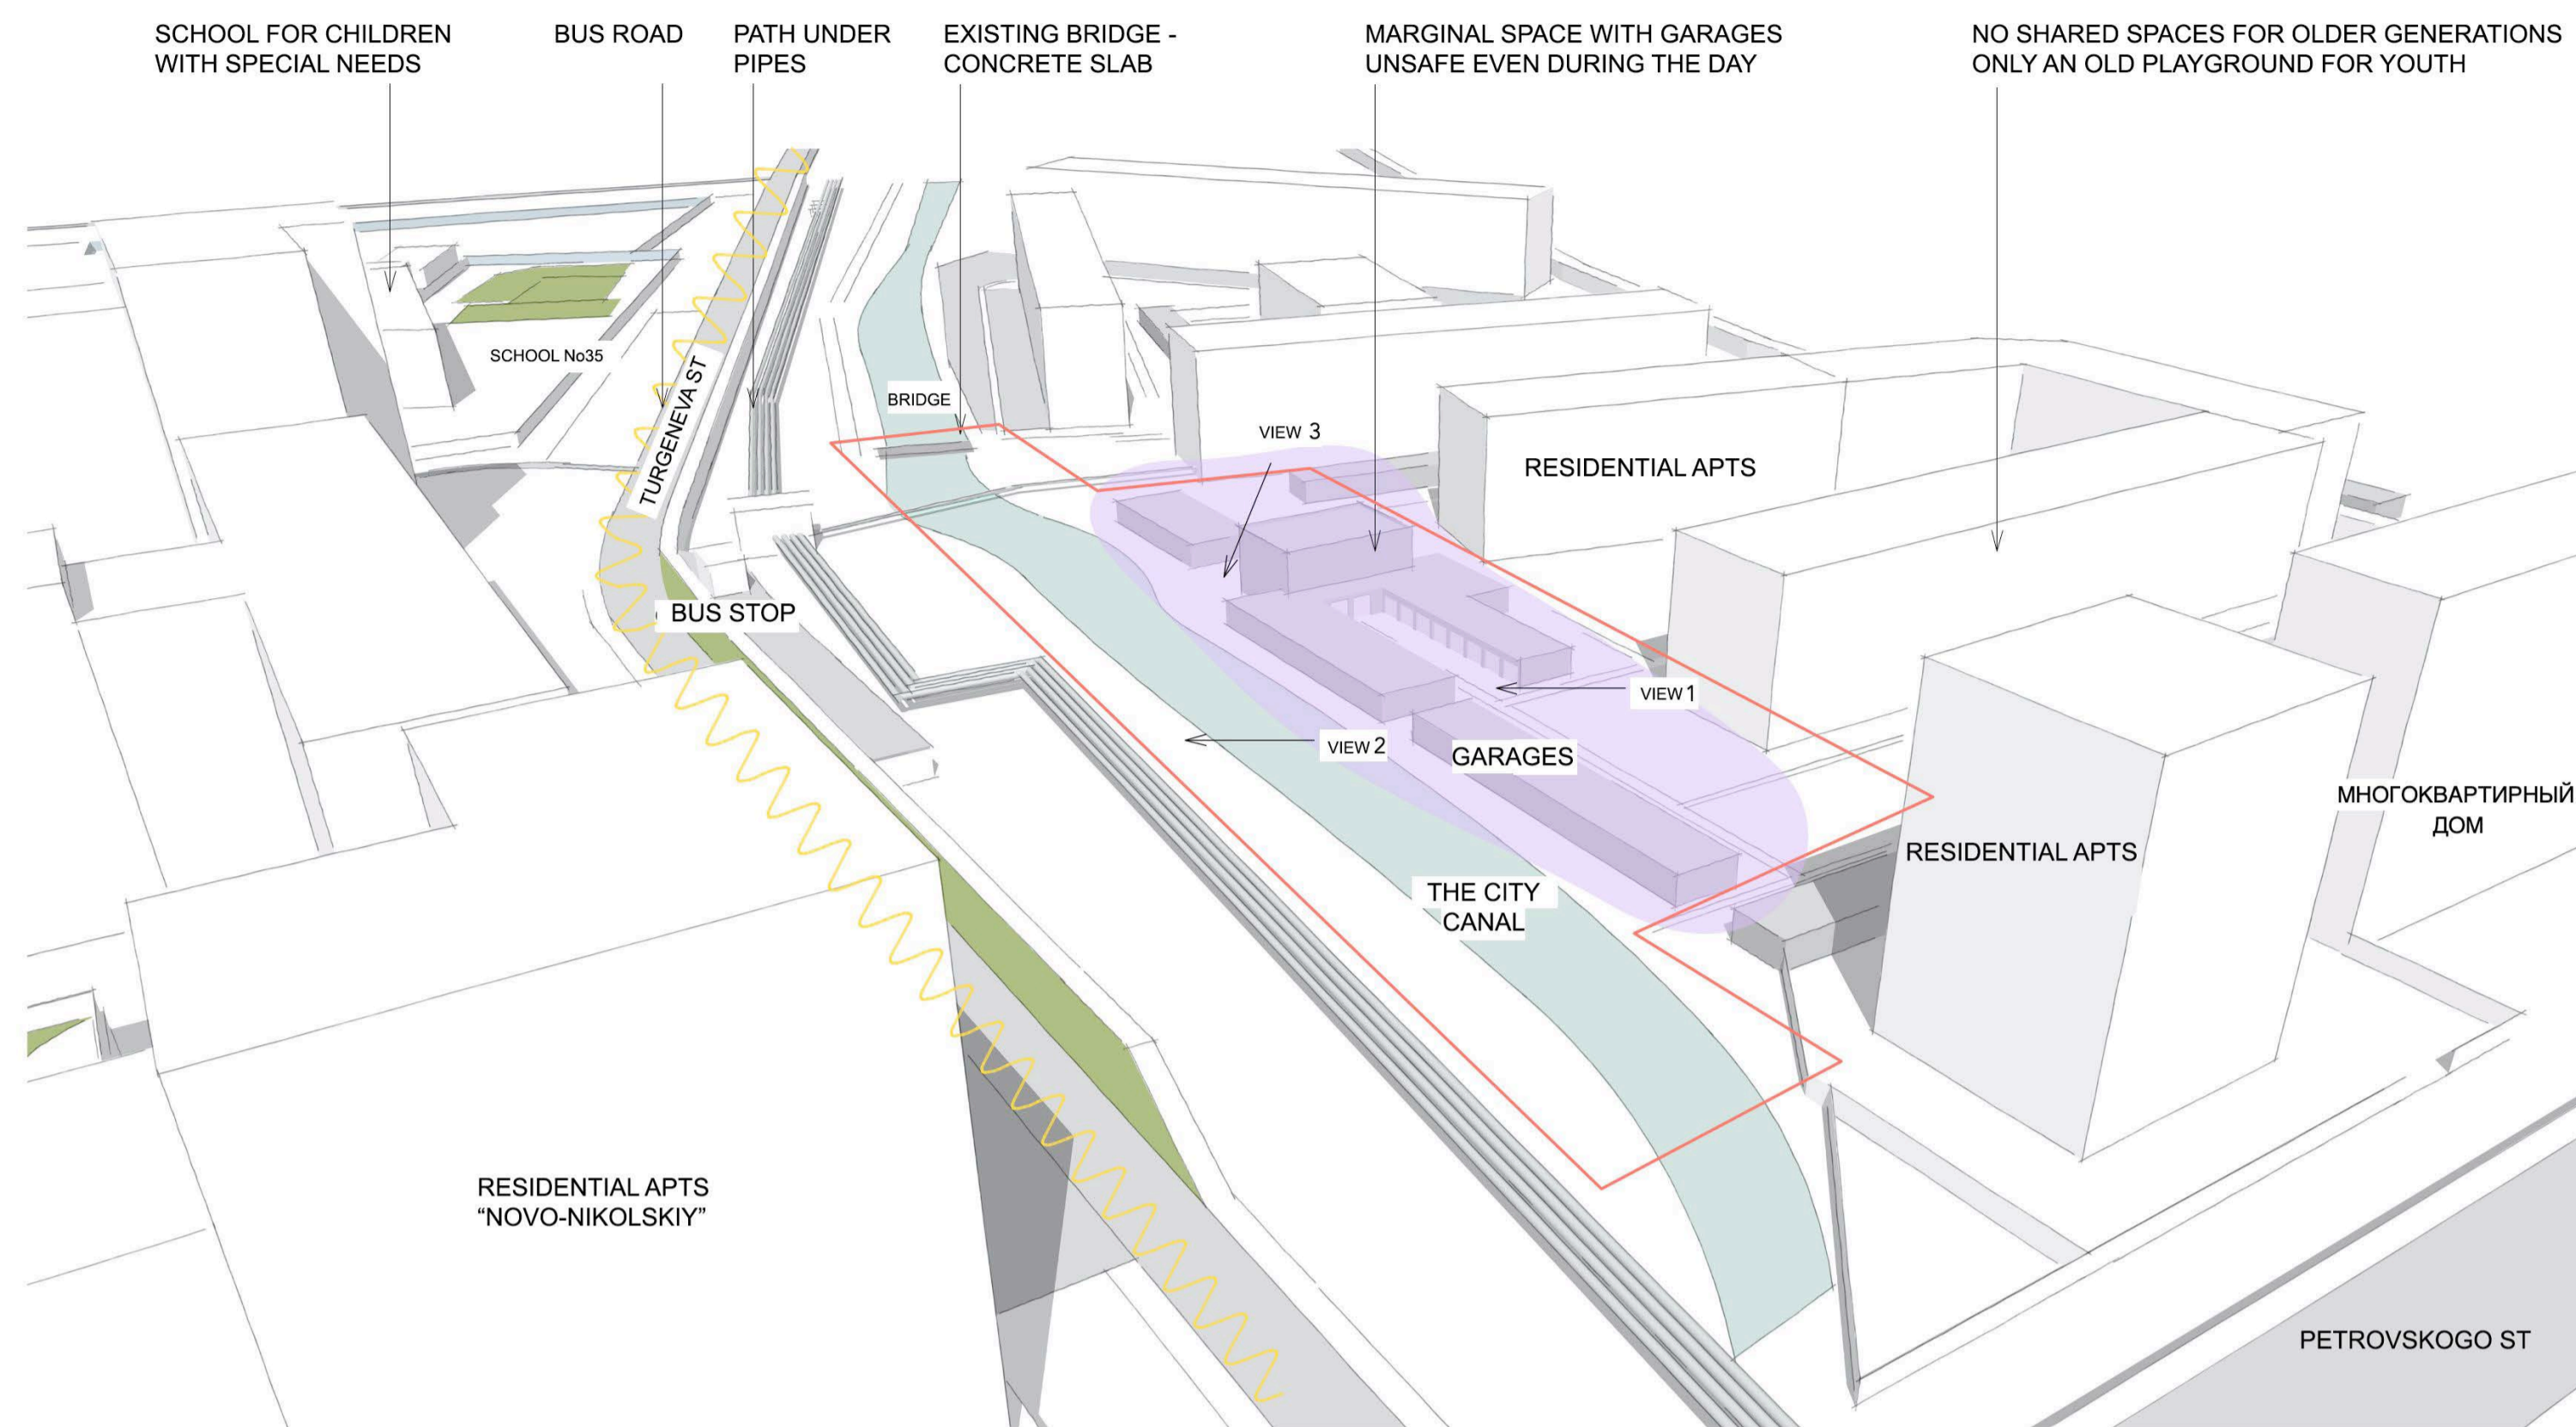 SCHOOL FOR CHILDREN
WITH SPECIAL NEEDS
BUS ROAD
PATH UNDER
PIPES
EXISTING BRIDGE -
CONCRETE SLAB
MARGINAL SPACE WITH GARAGES
UNSAFE EVEN DURING THE DAY
NO SHARED SPACES FOR OLDER GENERATIONS
ONLY AN OLD PLAYGROUND FOR YOUTH
SCHOOL No35
TURGENEVA ST
BRIDGE
VIEW 3
RESIDENTIAL APTS
BUS STOP
VIEW 1
VIEW 2
GARAGES
МНОГОКВАРТИРНЫЙ
ДОМ
RESIDENTIAL APTS
THE CITY
CANAL
RESIDENTIAL APTS
“NOVO-NIKOLSKIY”
PETROVSKOGO ST